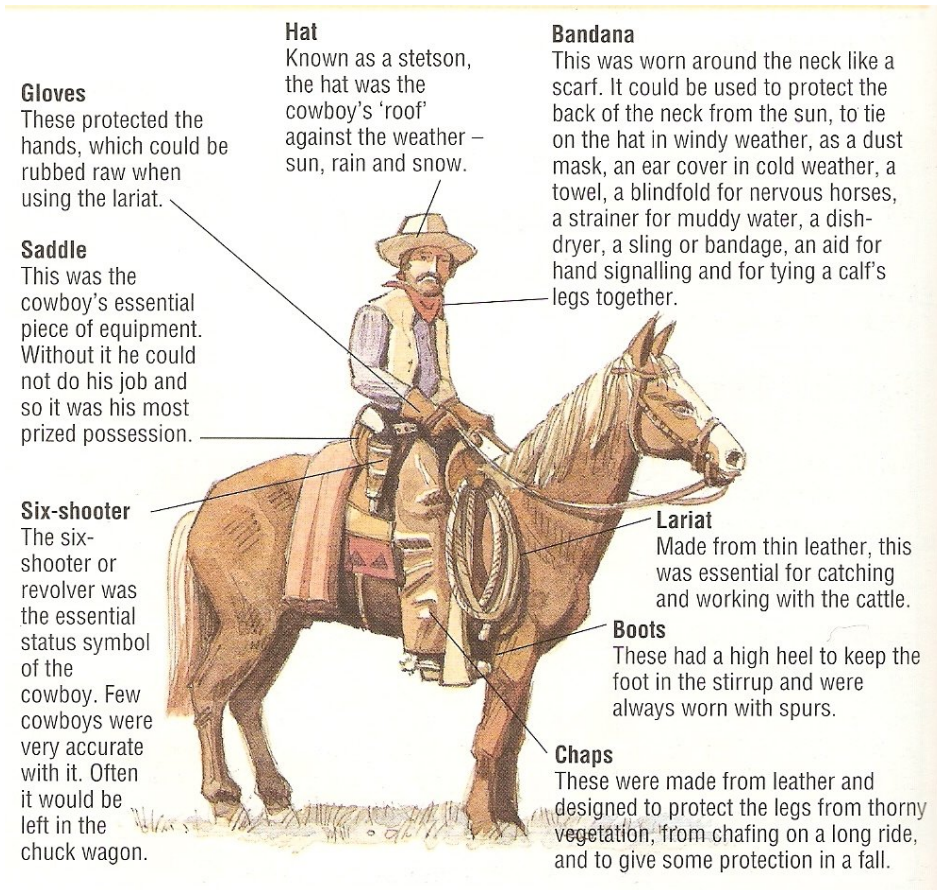 Hat
Known as a stetson,
the hat was the
cowboy's 'roof'
against the weather –
sun, rain and snow.
Bandana
This was worn around the neck like a
scarf. It could be used to protect the
back of the neck from the sun, to tie
on the hat in windy weather, as a dust
mask, an ear cover in cold weather, a
towel, a blindfold for nervous horses,
a strainer for muddy water, a dish-
dryer, a sling or bandage, an aid for
hand signalling and for tying a calf's
legs together.
Gloves
These protected the
hands, which could be
rubbed raw when
using the lariat.
Saddle
This was the
cowboy's essential
piece of equipment.
Without it he could
not do his job and
so it was his most
prized possession.
Six-shooter
The six-
shooter or
revolver was
the essential
status symbol
of the
cowboy. Few
cowboys were
very accurate
with it. Often
it would be
left in the
chuck wagon.
Lariat
Made from thin leather, this
was essential for catching
and working with the cattle.
Boots
These had a high heel to keep the
foot in the stirrup and were
always worn with spurs.
Chaps
These were made from leather and
designed to protect the legs from thorny
vegetation, from chafing on a long ride,
and to give some protection in a fall.